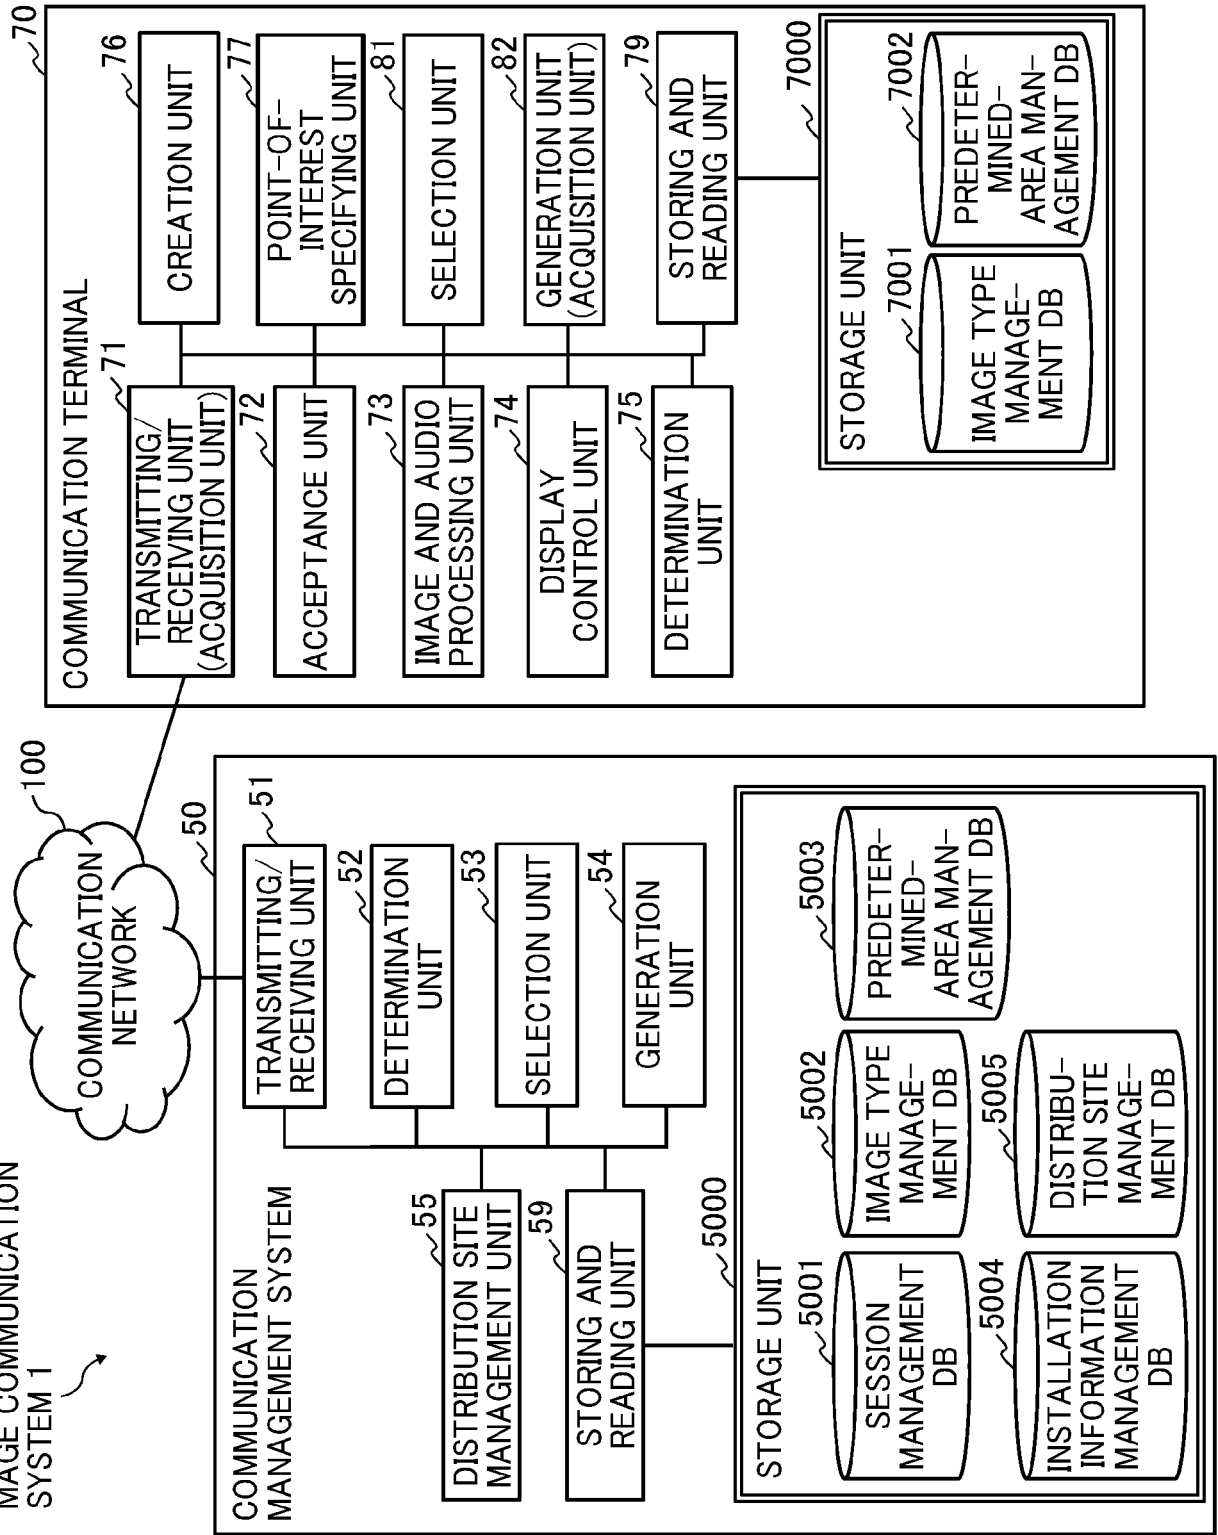 MAGE COMMUNICATION
SYSTEM 1
100
COMMUNICATION
NETWORK
50
COMMUNICATION
MANAGEMENT SYSTEM
51
TRANSMITTING/
RECEIVING UNIT
52
DETERMINATION
UNIT
53
SELECTION UNIT
54
GENERATION
UNIT
55
DISTRIBUTION SITE
MANAGEMENT UNIT
59
STORING AND
READING UNIT
5000
STORAGE UNIT
5001
SESSION
MANAGEMENT
DB
5002
IMAGE TYPE
MANAGE-
MENT DB
5003
PREDETER-
MINED-
AREA MAN-
AGEMENT DB
5004
INSTALLATION
INFORMATION
MANAGEMENT
DB
5005
DISTRIBU-
TION SITE
MANAGE-
MENT DB
70
COMMUNICATION TERMINAL
71
TRANSMITTING/
RECEIVING UNIT
(ACQUISITION UNIT)
76
CREATION UNIT
72
ACCEPTANCE UNIT
77
POINT-OF-
INTEREST
SPECIFYING UNIT
73
IMAGE AND AUDIO
PROCESSING UNIT
81
SELECTION UNIT
74
DISPLAY
CONTROL UNIT
82
GENERATION UNIT
(ACQUISITION UNIT)
75
DETERMINATION
UNIT
79
STORING AND
READING UNIT
7000
STORAGE UNIT
7001
IMAGE TYPE
MANAGE-
MENT DB
7002
PREDETER-
MINED-
AREA MAN-
AGEMENT DB